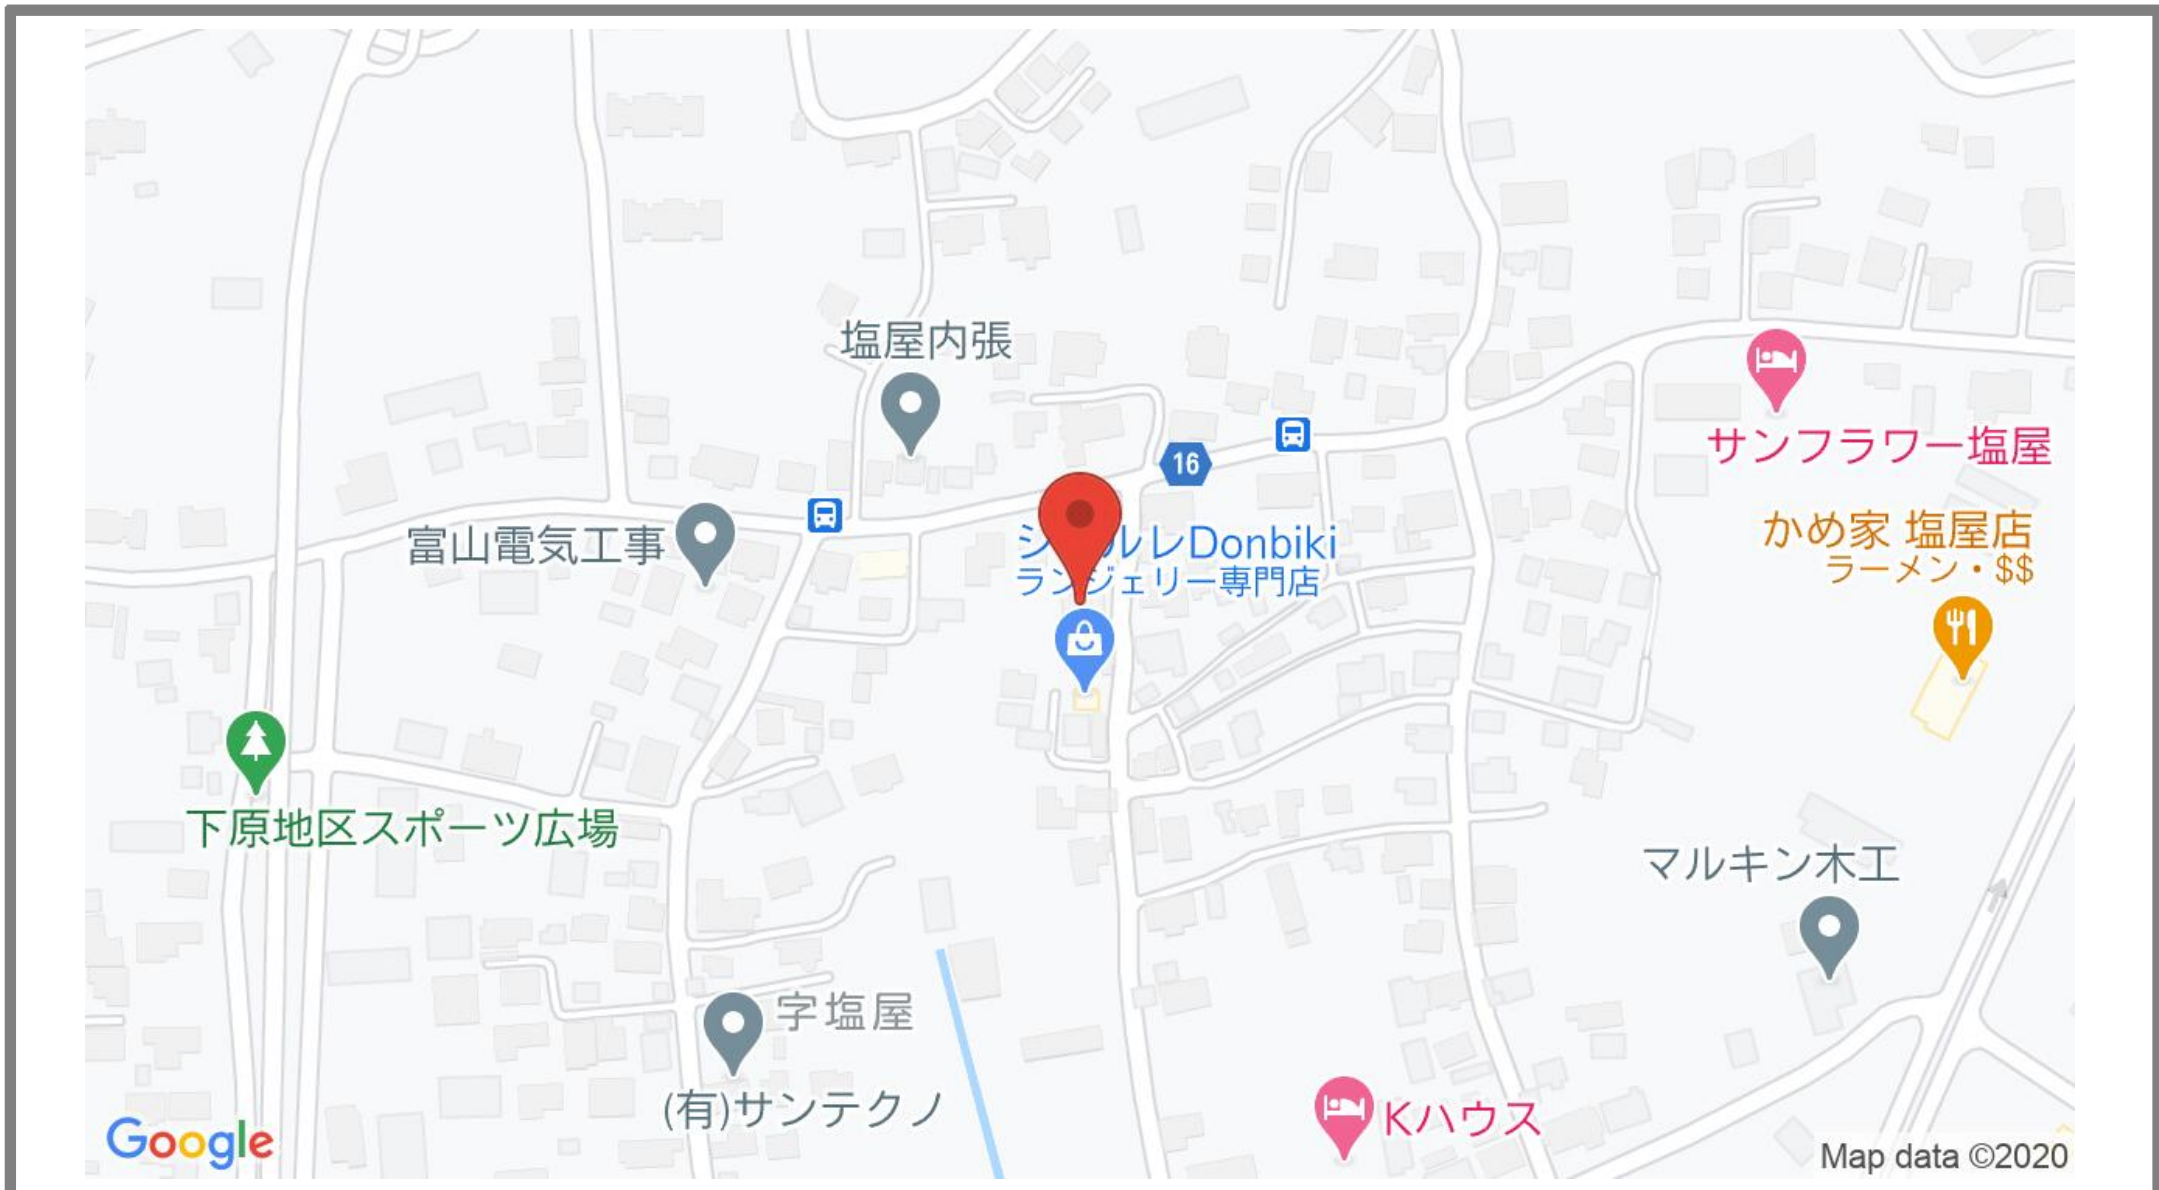 塩屋内張
16
サンフラワー塩屋
富山電気工事
かめ家 塩屋店
ラーメン・$$
ルレDonbiki
ランジェリー専門店
下原地区スポーツ広場
マルキン木工
字塩屋
(有)サンテクノ
Kハウス
Google
Map data ©2020